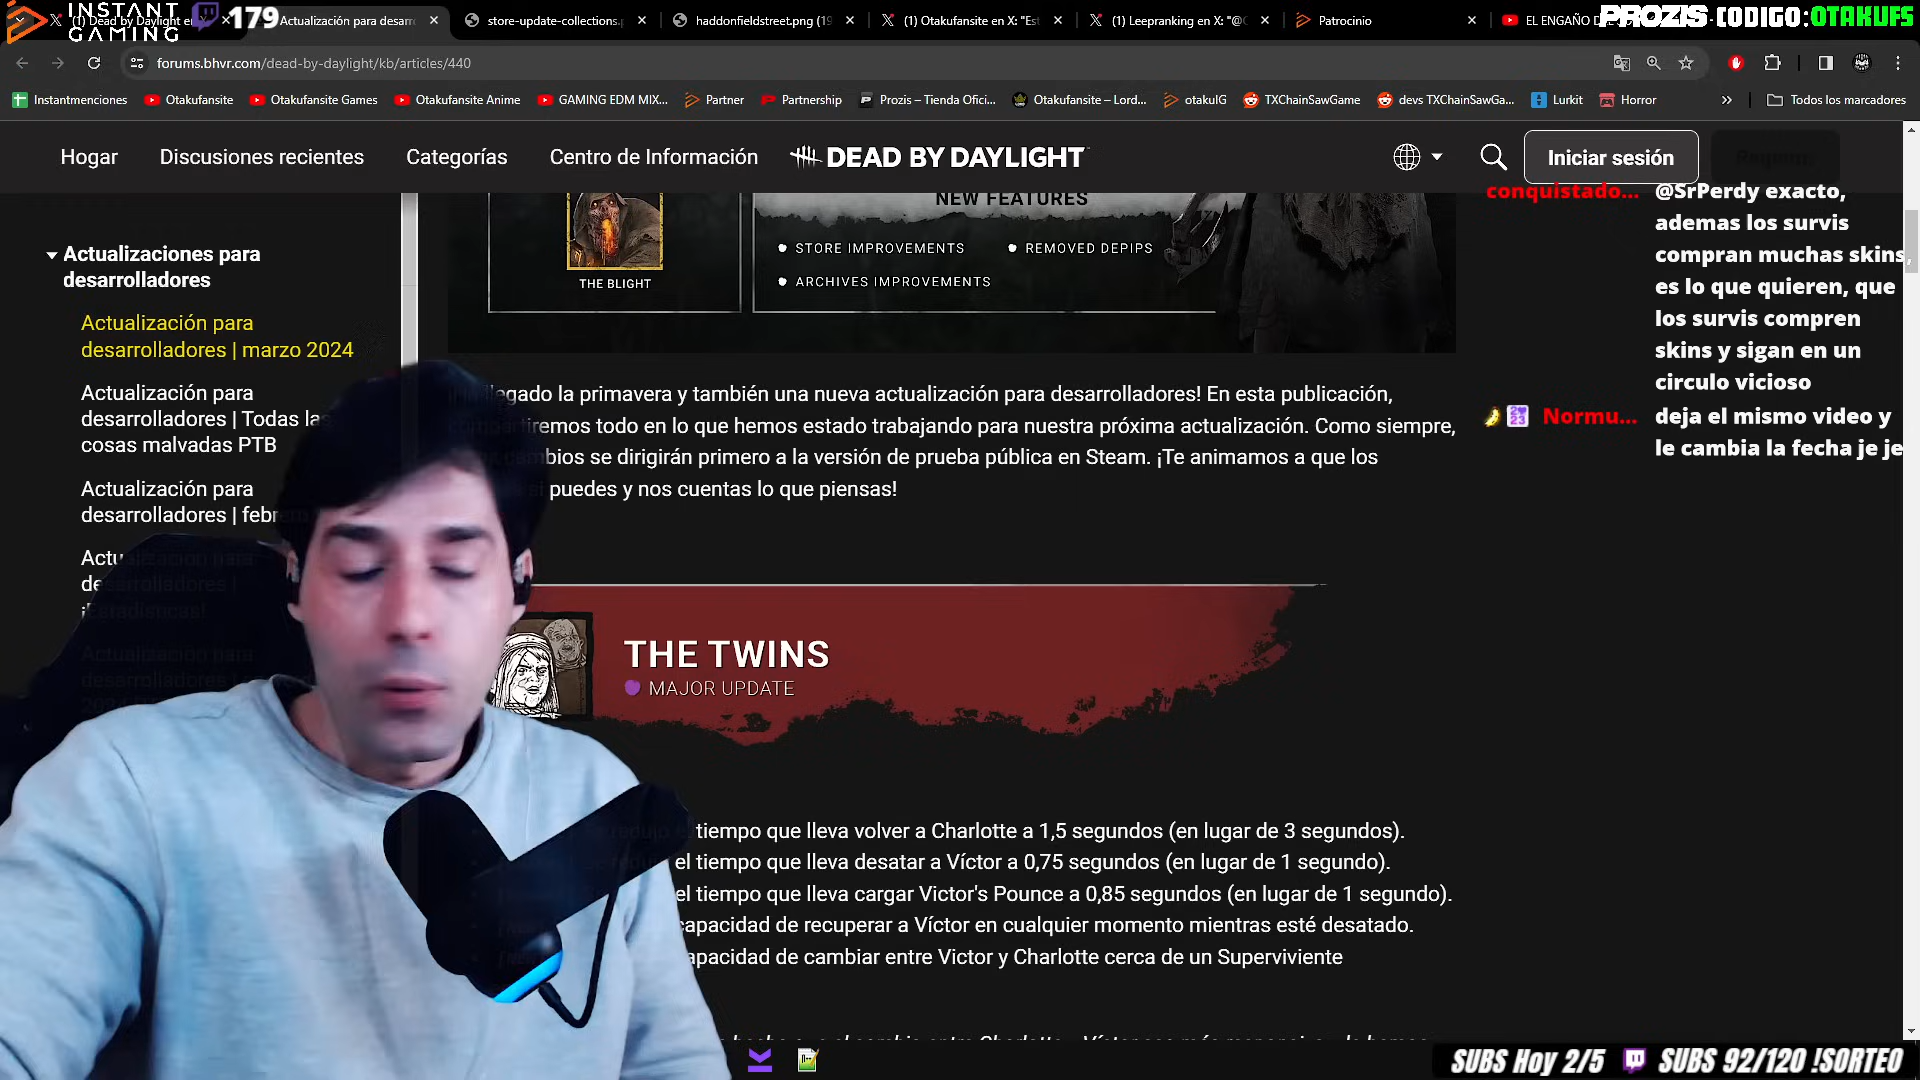 INSTANT GAMING
179
Dead by Daylight en
Actualización para desarr
store-update-collections.p
haddonfieldstreet.png (19
(1) Otakufansite en X: "Est
(1) Leepranking en X: "@C
Patrocinio
EL ENGAÑO D
PROZIS CODIGO:OTAKUFS
forums.bhvr.com/dead-by-daylight/kb/articles/440
Instantmenciones
Otakufansite
Otakufansite Games
Otakufansite Anime
GAMING EDM MIX...
Partner
Partnership
Prozis – Tienda Ofici...
Otakufansite – Lord...
otakuIG
TXChainSawGame
devs TXChainSawGa...
Lurkit
Horror
Todos los marcadores
Hogar
Discusiones recientes
Categorías
Centro de Información
DEAD BY DAYLIGHT
Iniciar sesión
Actualizaciones para
desarrolladores
Actualización para
desarrolladores | marzo 2024
Actualización para
desarrolladores | Todas las
cosas malvadas PTB
Actualización para
desarrolladores | febr
THE BLIGHT
NEW FEATURES
STORE IMPROVEMENTS
REMOVED DEPIPS
ARCHIVES IMPROVEMENTS
llegado la primavera y también una nueva actualización para desarrolladores! En esta publicación,
compartiremos todo en lo que hemos estado trabajando para nuestra próxima actualización. Como siempre,
cambios se dirigirán primero a la versión de prueba pública en Steam. ¡Te animamos a que los
si puedes y nos cuentas lo que piensas!
THE TWINS
MAJOR UPDATE
tiempo que lleva volver a Charlotte a 1,5 segundos (en lugar de 3 segundos).
el tiempo que lleva desatar a Víctor a 0,75 segundos (en lugar de 1 segundo).
el tiempo que lleva cargar Victor's Pounce a 0,85 segundos (en lugar de 1 segundo).
capacidad de recuperar a Víctor en cualquier momento mientras esté desatado.
capacidad de cambiar entre Victor y Charlotte cerca de un Superviviente
conquistado... @SrPerdy exacto,
ademas los survis
compran muchas skins,
es lo que quieren, que
los survis compren
skins y sigan en un
circulo vicioso
Normu... deja el mismo video y
le cambia la fecha je je
SUBS Hoy 2/5
SUBS 92/120 !SORTEO